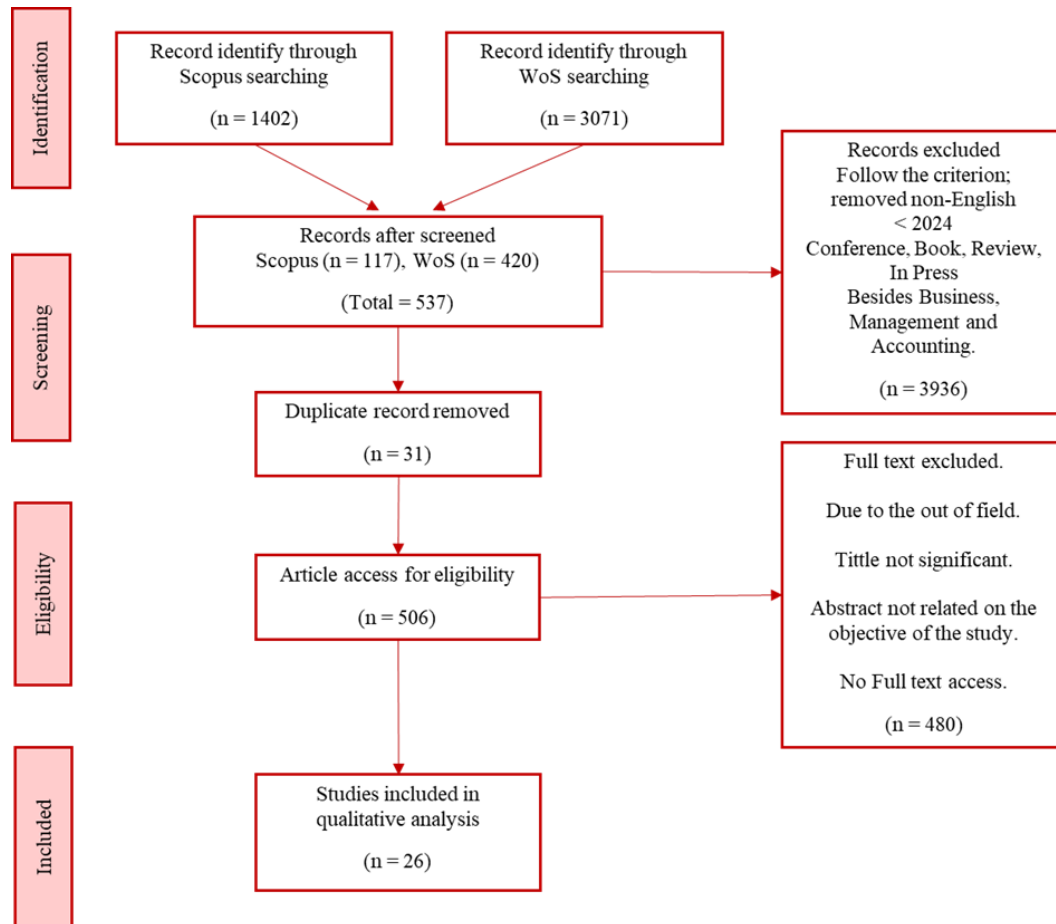 Identification
Record identify through
Scopus searching
(n = 1402)
Record identify through
WoS searching
(n = 3071)
Records excluded
Follow the criterion;
removed non-English
< 2024
Conference, Book, Review,
In Press
Besides Business,
Management and
Accounting.
(n = 3936)
Screening
Records after screened
Scopus (n = 117), WoS (n = 420)
(Total = 537)
Duplicate record removed
(n = 31)
Eligibility
Article access for eligibility
(n = 506)
Full text excluded.
Due to the out of field.
Tittle not significant.
Abstract not related on the
objective of the study.
No Full text access.
(n = 480)
Included
Studies included in
qualitative analysis
(n = 26)